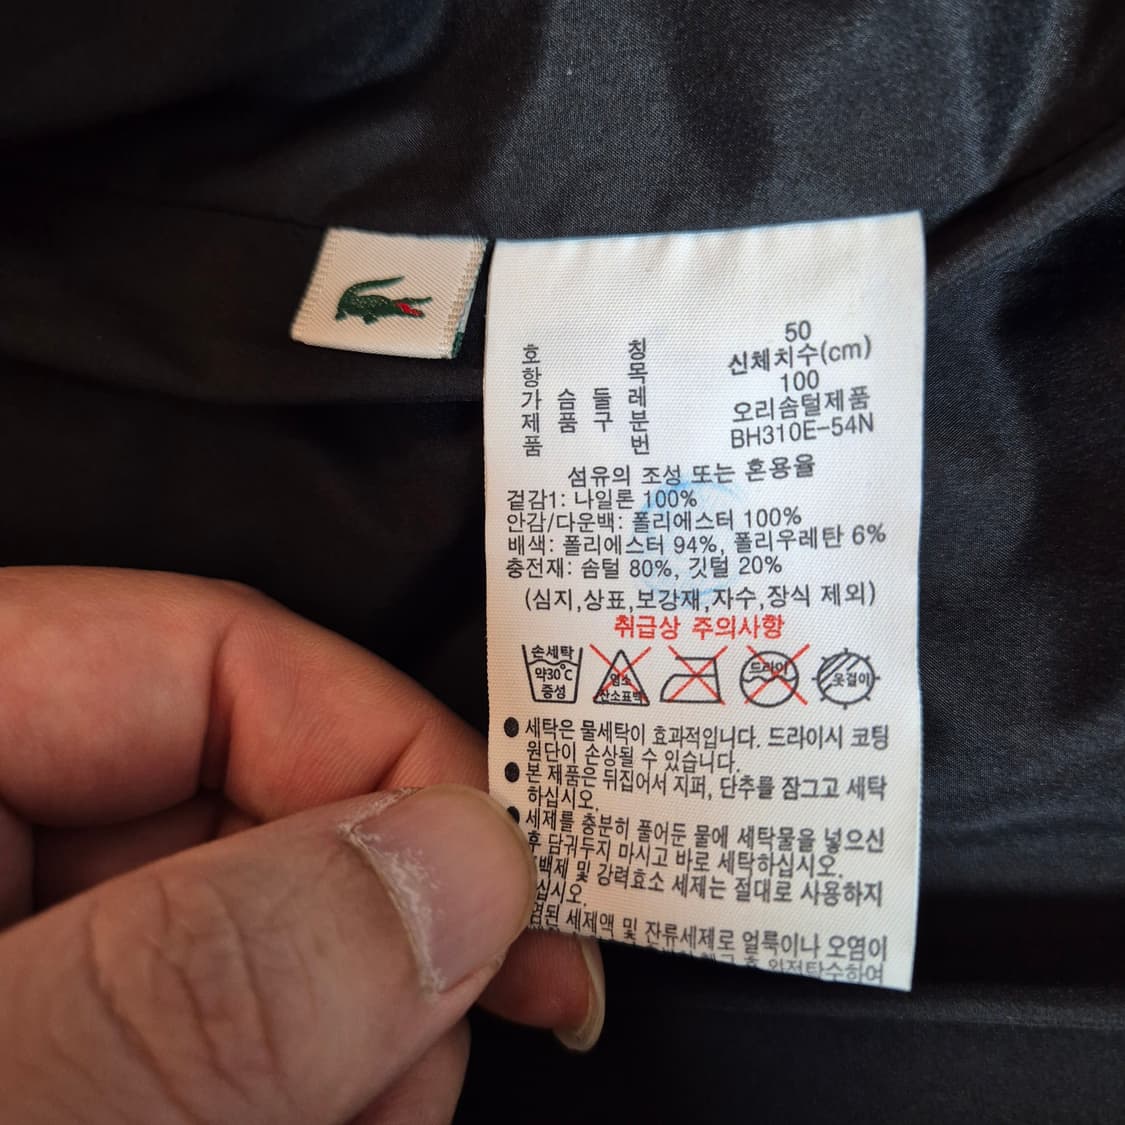 호 칭 50
항 목 신체치수(cm)
가 슴 둘 레 100
제 품 구 분 오리솜털제품
품 번 BH310E-54N
섬유의 조성 또는 혼용율
겉감1: 나일론 100%
안감/다운백: 폴리에스터 100%
배색: 폴리에스터 94%, 폴리우레탄 6%
충전재: 솜털 80%, 깃털 20%
(심지,상표,보강재,자수,장식 제외)
취급상 주의사항
손세탁
약30℃
중성
염소
산소표백
드라이
옷걸이
● 세탁은 물세탁이 효과적입니다. 드라이시 코팅
원단이 손상될 수 있습니다.
● 본 제품은 뒤집어서 지퍼, 단추를 잠그고 세탁
하십시오.
● 세제를 충분히 풀어둔 물에 세탁물을 넣으신
후 담궈두지 마시고 바로 세탁하십시오.
및 강력효소 세제는 절대로 사용하지
십시오.
세제액 및 잔류세제로 얼룩이나 오염이
후 완전탈수하여